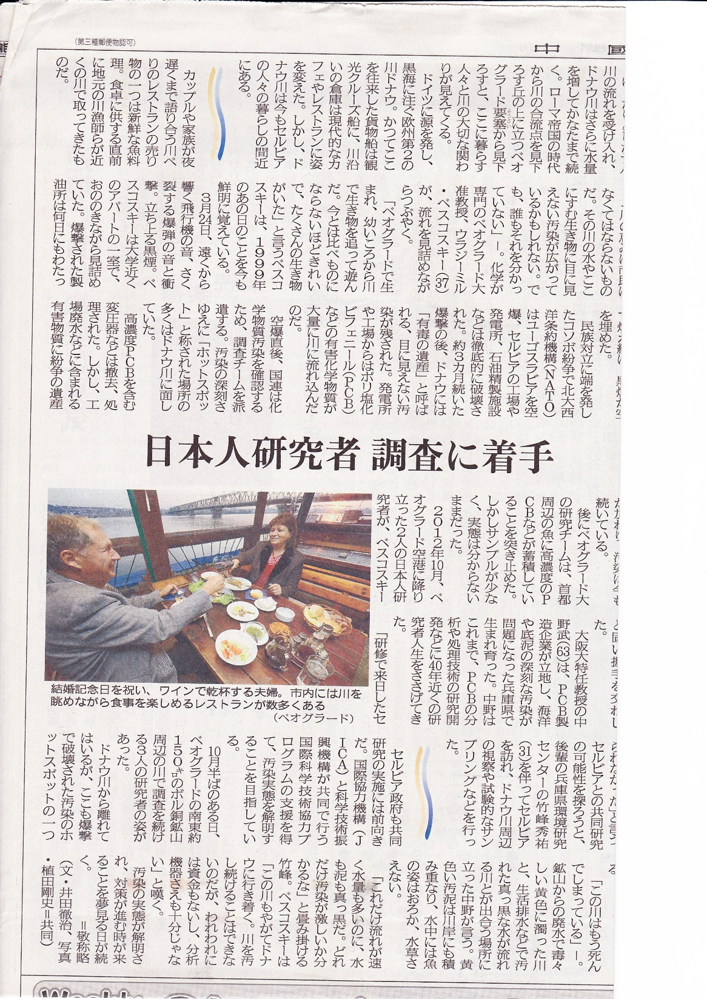 (第三種郵便物認可)
中
国
川の流れを受け入れ、
ドナウ川はさらに水量
を増してかなたまで続
く。ローマ帝国の時代
から川の合流点を見下
ろす丘の上に立つベオ
グラード要塞から見下
ようさい
ろすと、ここに暮らす
人々と川の大切な関わ
りが見えてくる。
ドイツに源を発し、
黒海に注ぐ欧州第2の
川ドナウ。かつてここ
を往来した貨物船は観
光クルーズ船に、川沿
いの倉庫は現代的なカ
フェやレストランに姿
を変えた。しかし、ド
ナウ川は今もセルビア
の人々の暮らしの間近
にある。
カップルや家族が夜
遅くまで語り合う川べ
りのレストランの売り
物の一つは新鮮な魚料
理。食卓に供する直前
に地元の川漁師らが近
くの川で取ってきたも
のだ。
なくてはならないもの
だ。その川の水やここ
にすむ生き物に目に見
えない汚染が広がって
いるかもしれない。で
も、誰もそれを分かっ
ていない」―。化学が
専門のベオグラード大
准教授、ウラジーミル
・ベスコスキー(37)
が、流れを見詰めなが
らつぶやく。
「ベオグラードで生
まれ、幼いころから川
で生き物を追って遊ん
だ。今とは比べものに
ならないほどきれい
で、たくさんの生き物
がいた」と言うベスコ
スキーは、1999年
のあの日のことを今も
鮮明に覚えている。
3月24日、遠くから
響く飛行機の音、さく
裂する爆弾の音と衝
撃。立ち上る黒煙。ベ
スコスキーは大学近く
のアパートの一室で、
おののきながら見詰め
ていた。爆撃された製
油所は何日にもわたっ
を埋めた。
民族対立に端を発し
たコソボ紛争で北大西
洋条約機構(NATO)
はユーゴスラビアを空
爆、セルビアの工場や
発電所、石油精製施設
などは徹底的に破壊さ
れた。約3カ月続いた
爆撃の後、ドナウには
「有毒の遺産」と呼ば
れる、目に見えない汚
染が残された。発電所
や工場からはポリ塩化
ビフェニール(PCB)
などの有害化学物質が
大量に川に流れ込んだ
のだ。
空爆直後、国連は化
学物質汚染を確認する
ため、調査チームを派
遣する。汚染の深刻さ
ゆえに「ホットスポッ
ト」と称された場所の
多くはドナウ川に面し
ていた。
高濃度PCBを含む
変圧器などは撤去、処
理された。しかし、工
場廃水などに含まれる
有害物質に紛争の遺産
日本人研究者 調査に着手
続いている。
後にベオグラード大
の研究チームは、首都
周辺の魚に高濃度のP
CBなどが蓄積してい
ることを突き止めた。
しかしサンプルが少な
く、実態は分からない
ままだった。
2012年10月、ベ
オグラード空港に降り
立った2人の日本人研
究者が、ベスコスキー
た。
大阪大特任教授の中
野武(63)は、PCB製
造企業が立地し、海洋
や底泥の深刻な汚染が
問題になった兵庫県で
生まれ育った。中野は
これまで、PCBの分
析や処理技術の研究開
発などに40年近くの研
究者人生をささげてき
た。
「研修で来日したセ
結婚記念日を祝い、ワインで乾杯する夫婦。市内には川を
眺めながら食事を楽しめるレストランが数多くある
(ベオグラード)
られなかった」と言う
セルビアとの共同研究
の可能性を探ろうと、
後輩の兵庫県環境研究
センターの竹峰秀祐
(31)を伴ってセルビア
を訪れ、ドナウ川周辺
の視察や試験的なサン
プリングなどを行っ
た。
セルビア政府も共同
研究の実施には前向き
だ。国際協力機構(J
ICA)と科学技術振
興機構が共同で行う
国際科学技術協力プ
ログラムの支援を得
て、汚染実態を解明す
ることを目指してい
る。
10月半ばのある日、
ベオグラードの南東約
150㌔のボル銅鉱山
周辺の川で調査を続け
る3人の研究者の姿が
あった。
ドナウ川から離れて
はいるが、ここも爆撃
で破壊された汚染のホ
ットスポットの一つ
る。
「この川はもう死ん
でしまっている」―。
鉱山からの廃水で毒々
しい黄色に濁った川
と、生活排水などで汚
れた真っ黒な水が流れ
る川とが出合う場所に
立った中野が言う。黄
色い汚泥は川岸にも積
み重なり、水中には魚
の姿はおろか、水草さ
えない。
「これだけ流れが速
く水量も多いのに、水
も泥も真っ黒だ。どれ
だけ汚染が激しいか分
かるな」と畳み掛ける
竹峰。ベスコスキーは
「この川もやがてドナ
ウに行き着く。川を汚
し続けることはできな
いのだが、われわれに
は資金もないし、分析
機器さえも十分じゃな
い」と嘆く。
汚染の実態が解明さ
れ、対策が進む時が来
ることを夢見る日が続
く。　　　＝敬称略
(文・井田徹治、写真
・植田剛史＝共同)
Weekly